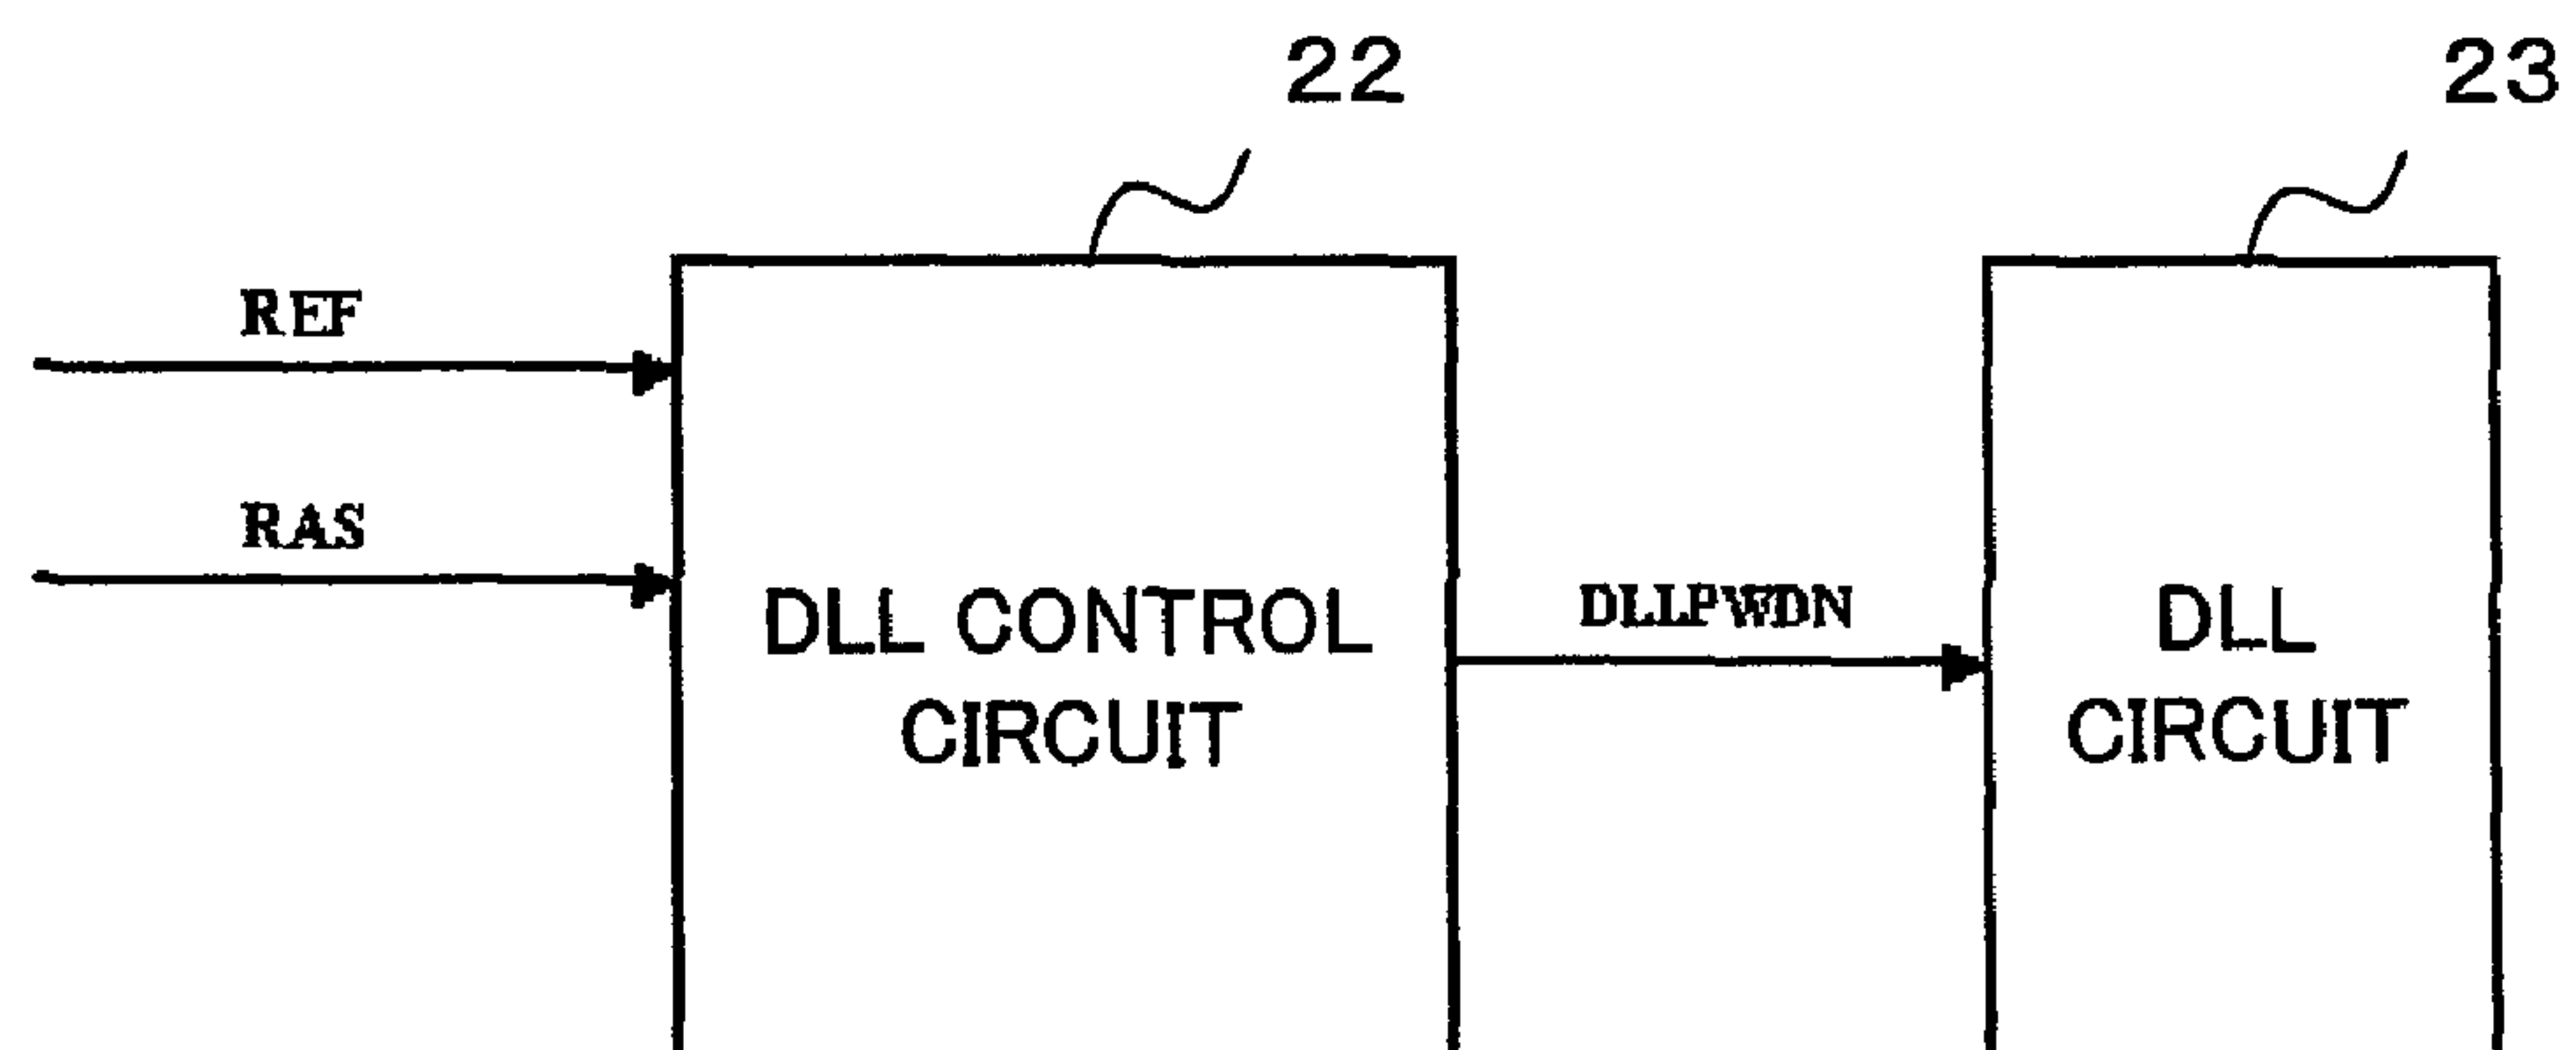 22
23
REF
RAS
DLL CONTROL
CIRCUIT
DLLPWDN
DLL
CIRCUIT